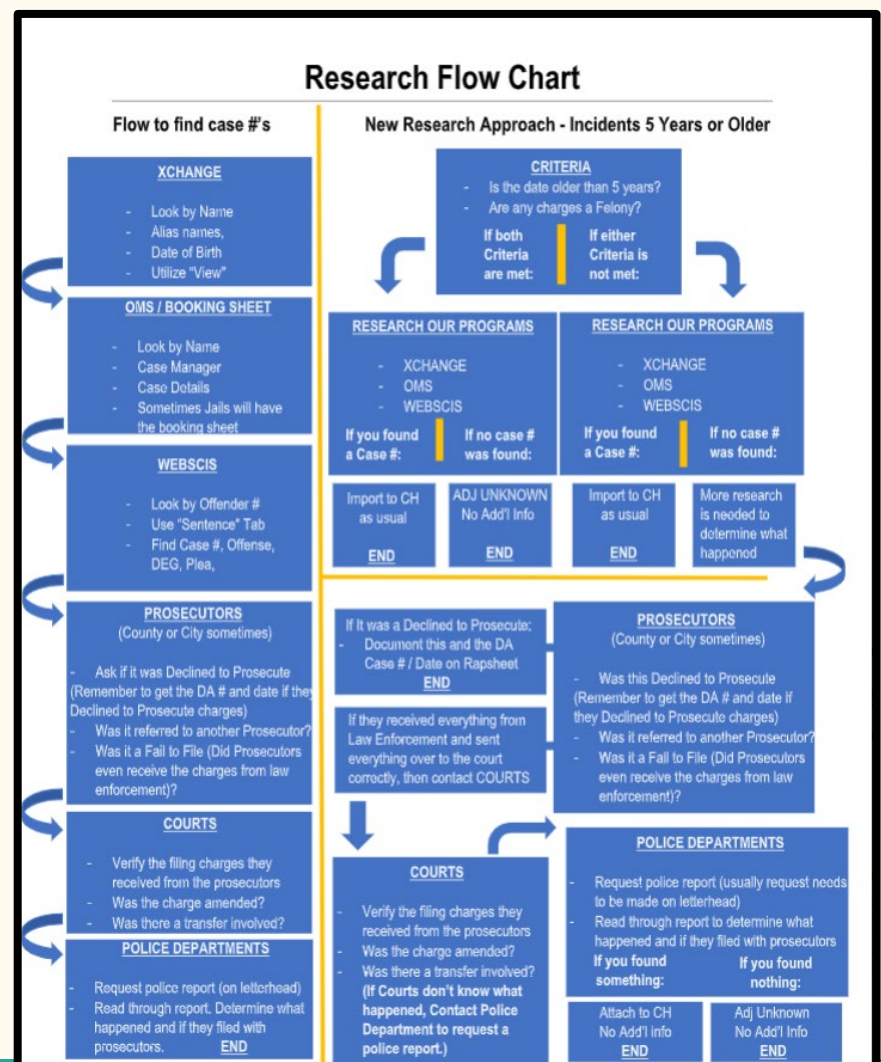 Research Flow Chart
Flow to find case #'s
XCHANGE
- Look by Name
- Alias names,
- Date of Birth
- Utilize "View"
OMS / BOOKING SHEET
- Look by Name
- Case Manager
- Case Details
- Sometimes Jails will have
the booking sheet
WEBSCIS
- Look by Offender #
- Use "Sentence" Tab
- Find Case #, Offense,
DEG, Plea,
PROSECUTORS
(County or City sometimes)
- Ask if it was Declined to Prosecute
(Remember to get the DA # and date if they
Declined to Prosecute charges)
- Was it referred to another Prosecutor?
- Was it a Fail to File (Did Prosecutors
even receive the charges from law
enforcement)?
COURTS
- Verify the filing charges they
received from the prosecutors
- Was the charge amended?
- Was there a transfer involved?
POLICE DEPARTMENTS
- Request police report (on letterhead)
- Read through report. Determine what
happened and if they filed with
prosecutors. END
New Research Approach - Incidents 5 Years or Older
CRITERIA
- Is the date older than 5 years?
- Are any charges a Felony?
If both
Criteria
are met:
If either
Criteria is
not met:
RESEARCH OUR PROGRAMS
- XCHANGE
- OMS
- WEBSCIS
If you found
a Case #:
If no case #
was found:
RESEARCH OUR PROGRAMS
- XCHANGE
- OMS
- WEBSCIS
If you found
a Case #:
If no case #
was found:
Import to CH
as usual
END
ADJ UNKNOWN
No Add'l Info
END
Import to CH
as usual
END
More research
is needed to
determine what
happened
If It was a Declined to Prosecute:
- Document this and the DA
Case # / Date on Rapsheet
END
If they received everything from
Law Enforcement and sent
everything over to the court
correctly, then contact COURTS
PROSECUTORS
(County or City sometimes)
- Was this Declined to Prosecute
(Remember to get the DA # and date if
they Declined to Prosecute charges)
- Was it referred to another Prosecutor?
- Was it a Fail to File (Did Prosecutors
even receive the charges from law
enforcement)?
COURTS
- Verify the filing charges they
received from the prosecutors
- Was the charge amended?
- Was there a transfer involved?
(If Courts don't know what
happened, Contact Police
Department to request a
police report.)
POLICE DEPARTMENTS
- Request police report (usually request needs
to be made on letterhead)
- Read through report to determine what
happened and if they filed with prosecutors
If you found
something:
If you found
nothing:
Attach to CH
No Add'l info
END
Adj Unknown
No Add'l Info
END